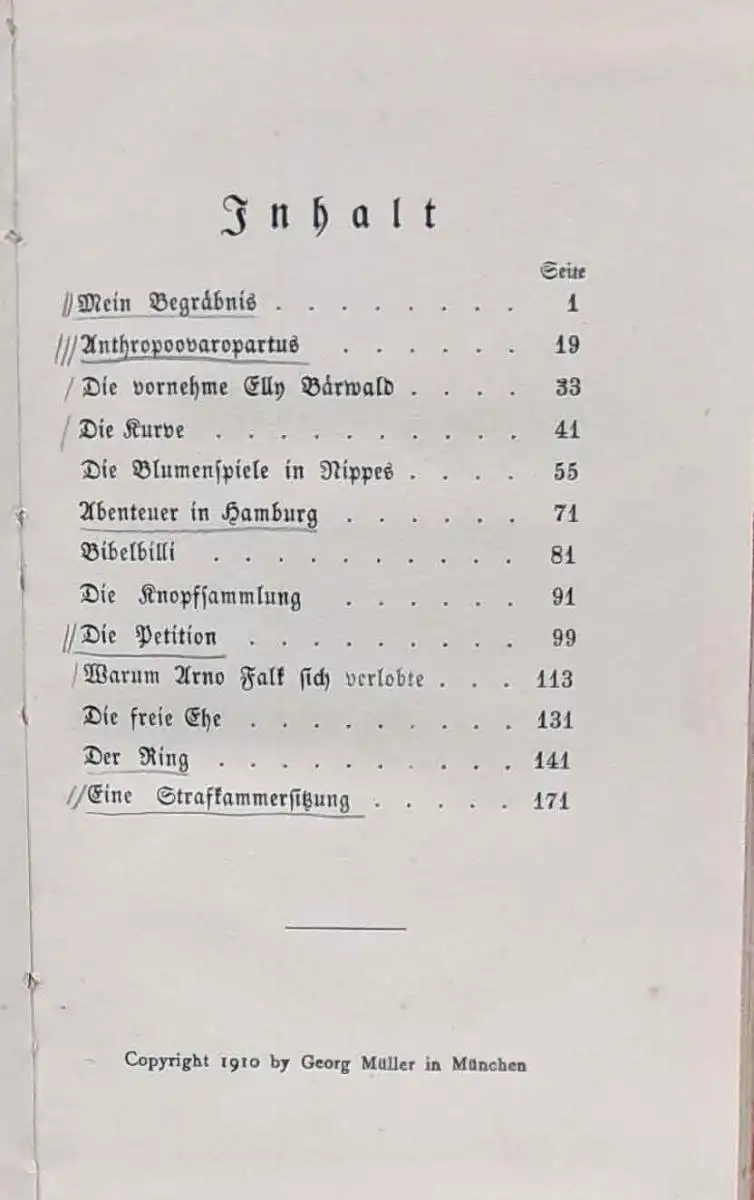 Inhalt
Seite
Mein Begräbnis . . . . . . . . 1
Anthropoovaropartus . . . . . . 19
Die vornehme Elly Bärwald . . . . 33
Die Kurve . . . . . . . . . . 41
Die Blumenspiele in Nippes . . . . 55
Abenteuer in Hamburg . . . . . . 71
Bibelbilli . . . . . . . . . . 81
Die Knopfsammlung . . . . . . 91
Die Petition . . . . . . . . . 99
Warum Arno Falk sich verlobte . . . 113
Die freie Ehe . . . . . . . . . 131
Der Ring . . . . . . . . . . 141
Eine Strafkammersitzung . . . . . 171
Copyright 1910 by Georg Müller in München